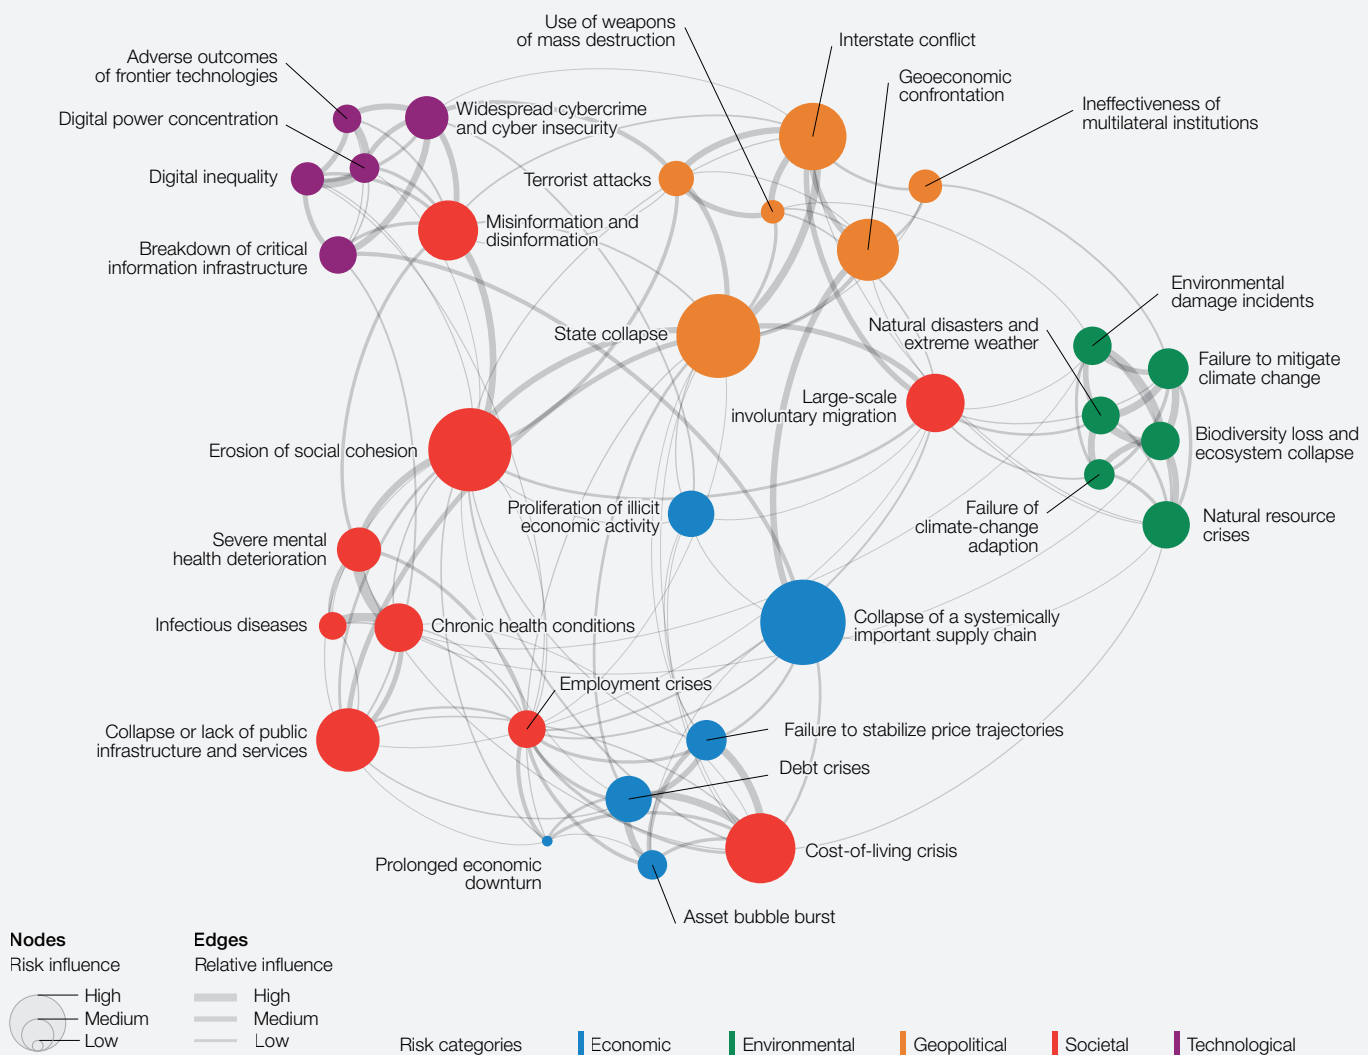 Use of weapons
of mass destruction
Interstate conflict
Adverse outcomes
of frontier technologies
Geoeconomic
confrontation
Ineffectiveness of
multilateral institutions
Digital power concentration
Widespread cybercrime
and cyber insecurity
Digital inequality
Terrorist attacks
Misinformation and
disinformation
Breakdown of critical
information infrastructure
Environmental
damage incidents
State collapse
Natural disasters and
extreme weather
Failure to mitigate
climate change
Large-scale
involuntary migration
Biodiversity loss and
ecosystem collapse
Erosion of social cohesion
Proliferation of illicit
economic activity
Failure of
climate-change
adaption
Natural resource
crises
Severe mental
health deterioration
Infectious diseases
Chronic health conditions
Collapse of a systemically
important supply chain
Employment crises
Collapse or lack of public
infrastructure and services
Failure to stabilize price trajectories
Debt crises
Prolonged economic
downturn
Cost-of-living crisis
Asset bubble burst
Nodes
Risk influence
High
Medium
Low
Edges
Relative influence
High
Medium
Low
Risk categories
Economic
Environmental
Geopolitical
Societal
Technological